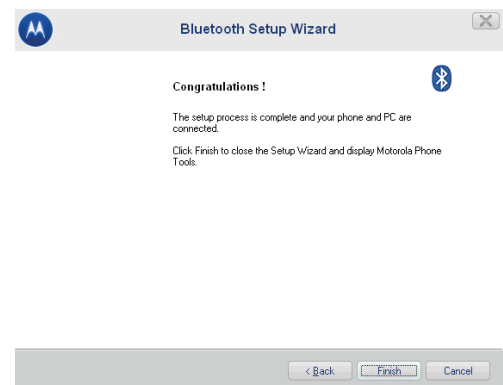 Bluetooth Setup Wizard
Congratulations !
The setup process is complete and your phone and PC are
connected.
Click Finish to close the Setup Wizard and display Motorola Phone
Tools.
< Back Finish Cancel